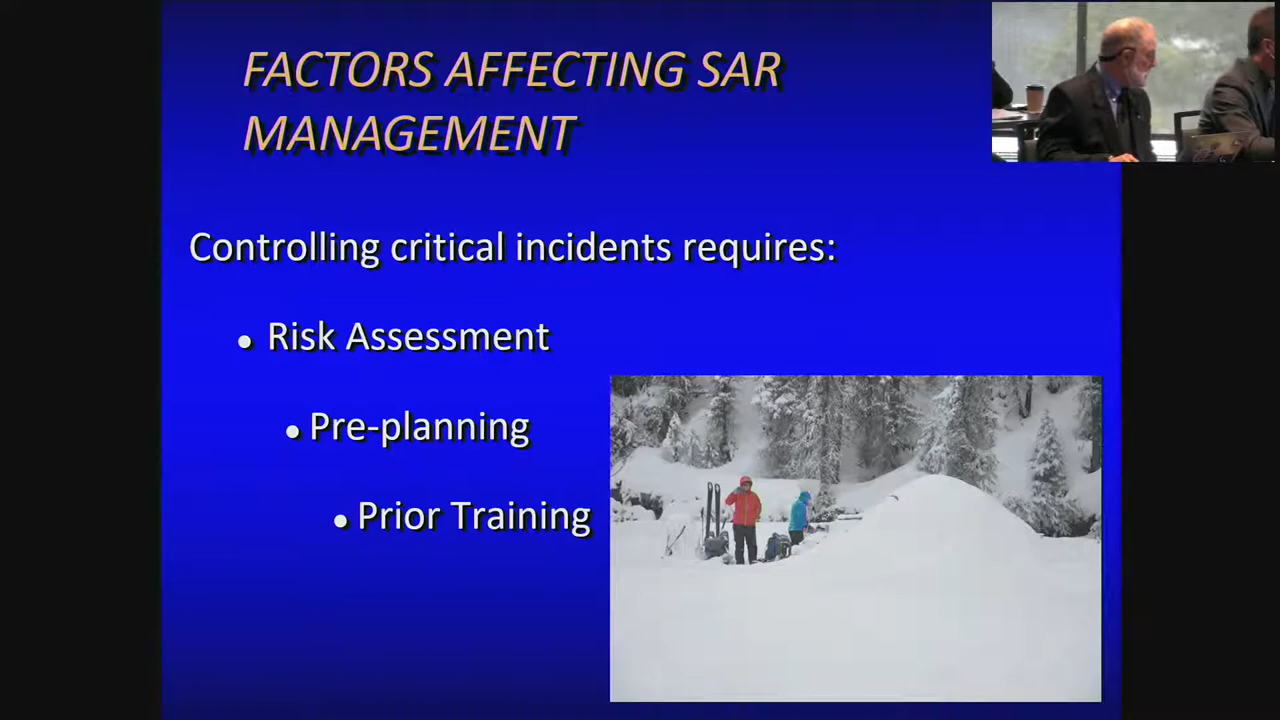 FACTORS AFFECTING SAR
MANAGEMENT
Controlling critical incidents requires:
• Risk Assessment
• Pre-planning
• Prior Training